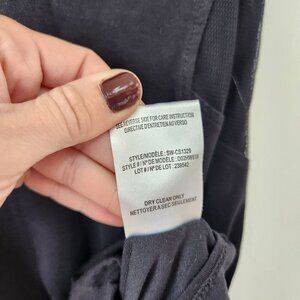 SEE REVERSE SIDE FOR CARE INSTRUCTION
DIRECTIVE D'ENTRETIEN AU VERSO
STYLE/MODÈLE: SW-CS1329
STYLE #/Nº DE MODÈLE:
LOT #/Nº DE LOT: 238542
DRY CLEAN ONLY
NETTOYER A SEC SEULEMENT